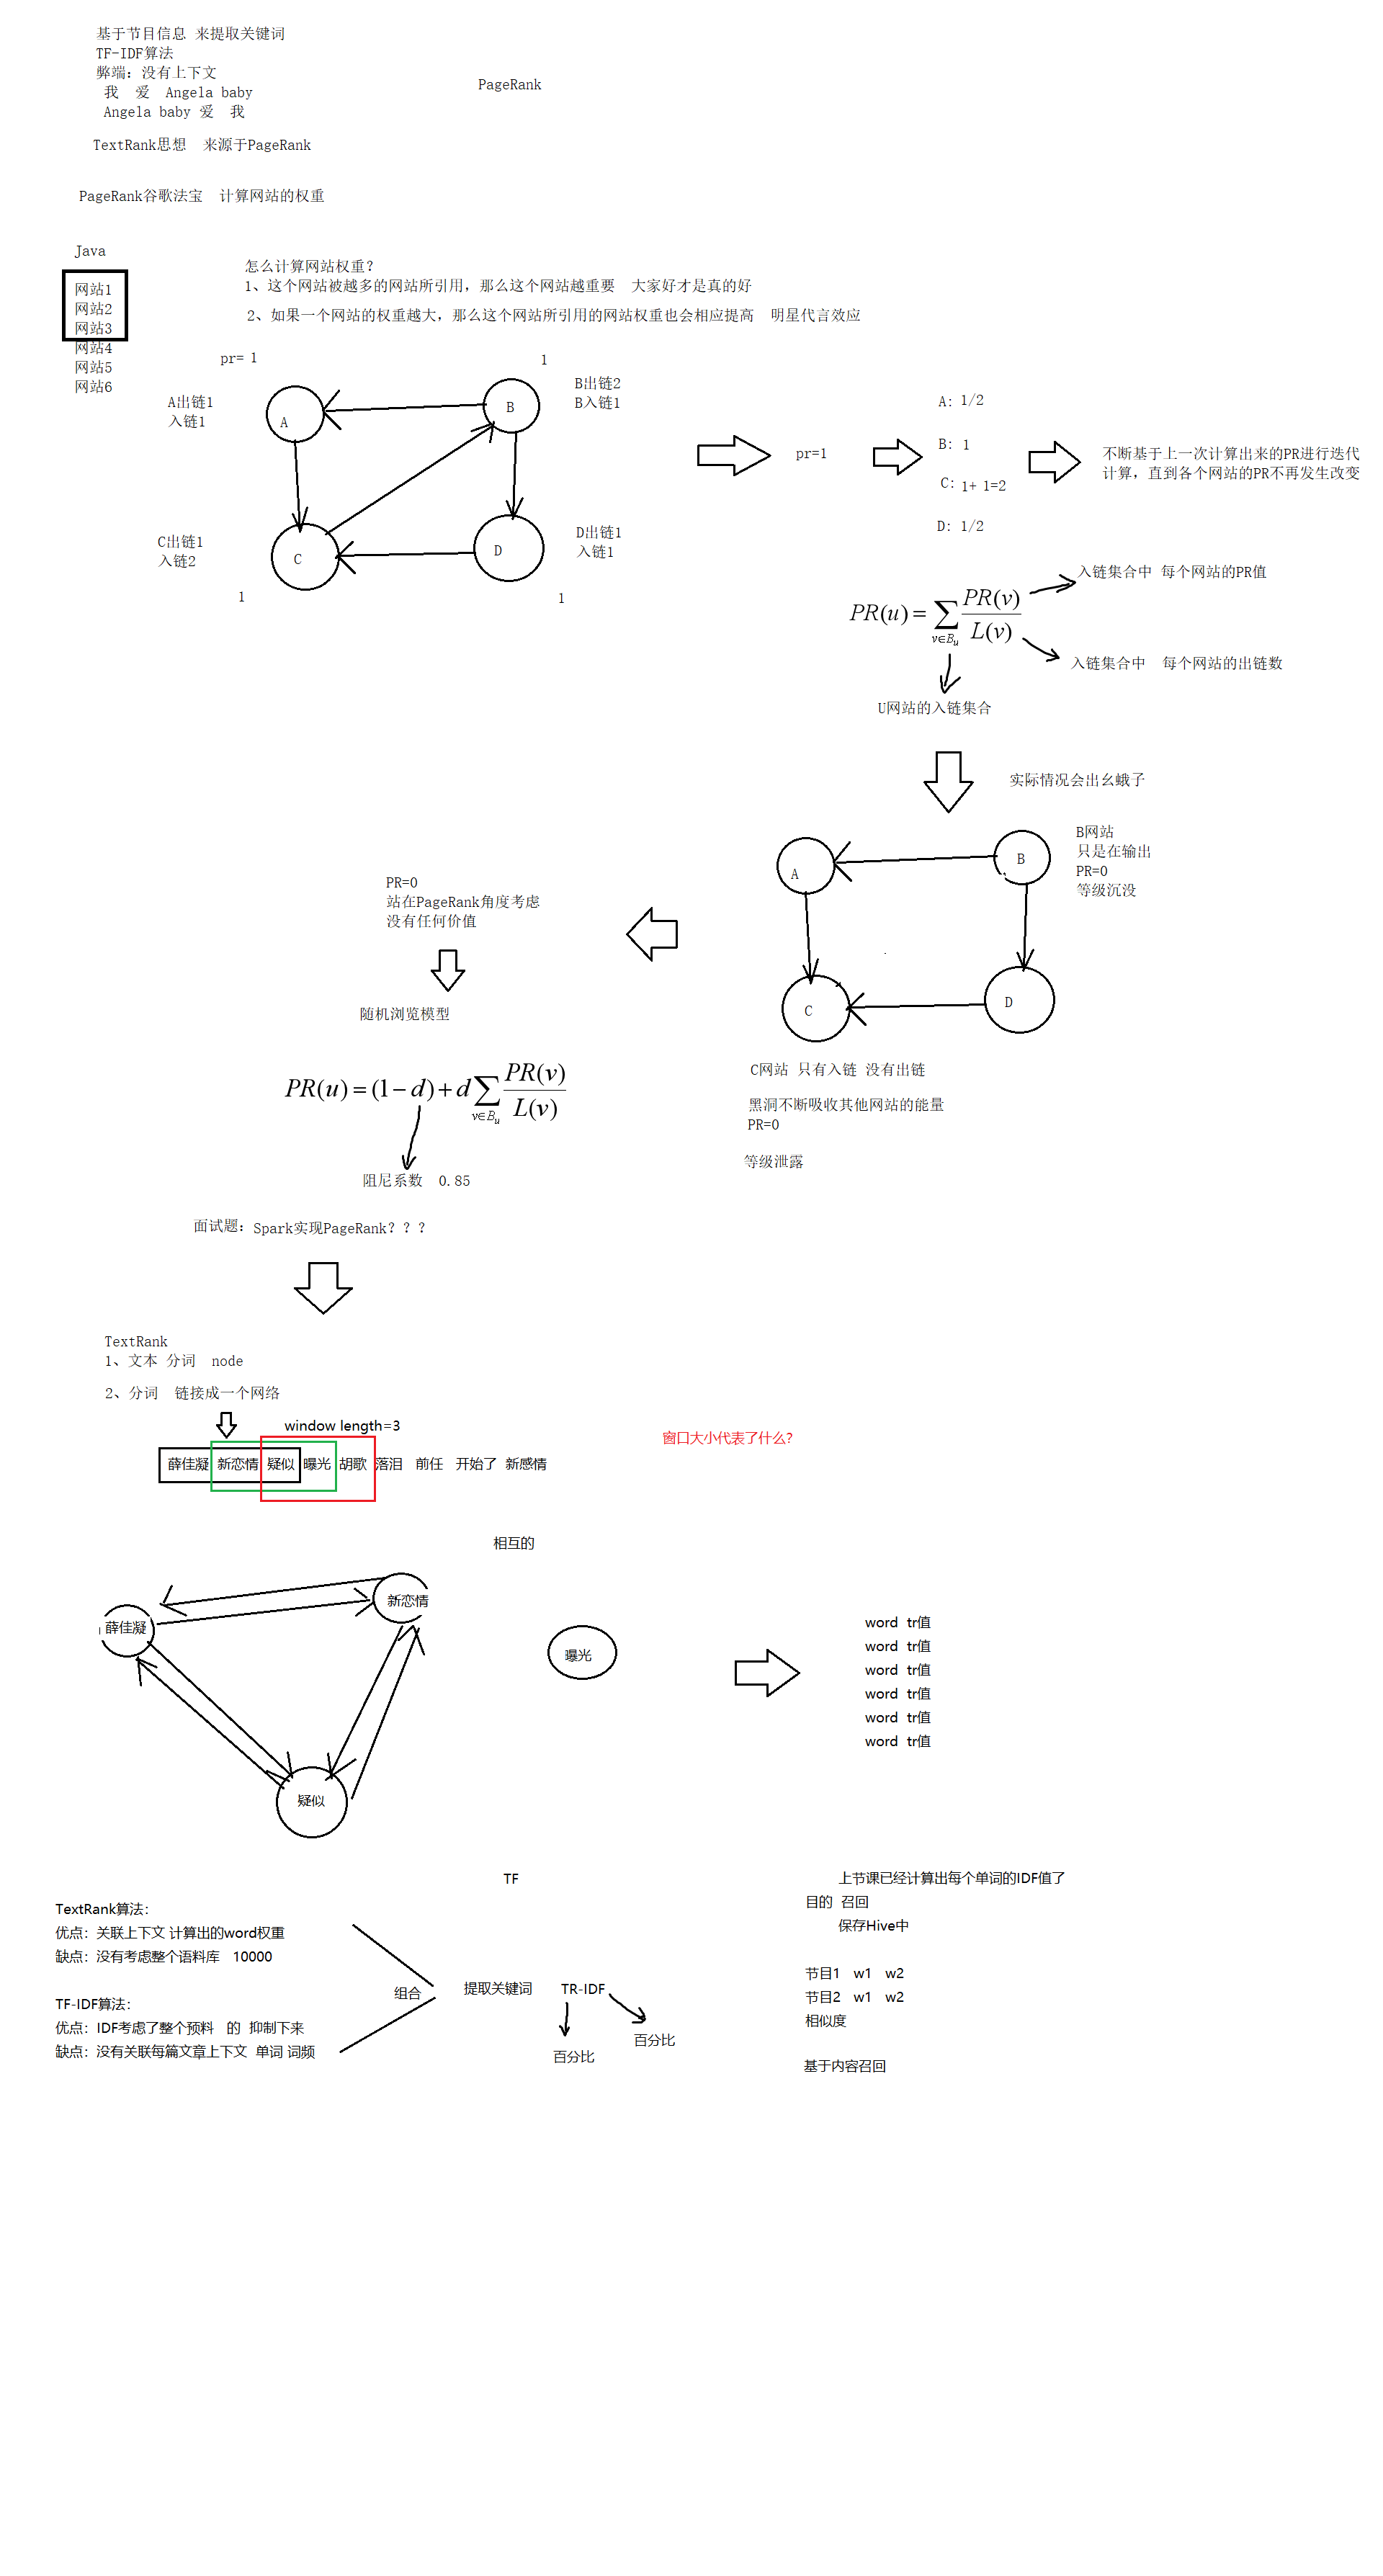 基于节目信息 来提取关键词
TF-IDF算法
弊端：没有上下文
我 爱 Angela baby
Angela baby 爱 我
PageRank
TextRank思想 来源于PageRank
PageRank谷歌法宝 计算网站的权重
Java
网站1
网站2
网站3
网站4
网站5
网站6
怎么计算网站权重？
1、这个网站被越多的网站所引用，那么这个网站越重要 大家好才是真的好
2、如果一个网站的权重越大，那么这个网站所引用的网站权重也会相应提高 明星代言效应
pr= 1
1
A出链1
入链1
A
B
B出链2
B入链1
C出链1
入链2
C
D
D出链1
入链1
1
1
pr=1
A: 1/2
B: 1
C: 1+ 1=2
D: 1/2
不断基于上一次计算出来的PR进行迭代
计算，直到各个网站的PR不再发生改变
PR(u)=∑v∈Bu PR(v)/L(v)
入链集合中 每个网站的PR值
入链集合中 每个网站的出链数
U网站的入链集合
实际情况会出幺蛾子
A
B
C
D
B网站
只是在输出
PR=0
等级沉没
C网站 只有入链 没有出链
黑洞不断吸收其他网站的能量
PR=0
等级泄露
PR=0
站在PageRank角度考虑
没有任何价值
随机浏览模型
PR(u)=(1−d)+d∑v∈Bu PR(v)/L(v)
阻尼系数 0.85
面试题：Spark实现PageRank？？？
TextRank
1、文本 分词 node
2、分词 链接成一个网络
window length=3
窗口大小代表了什么？
薛佳凝 新恋情 疑似 曝光 胡歌 落泪 前任 开始了 新感情
相互的
薛佳凝
新恋情
曝光
疑似
word tr值
word tr值
word tr值
word tr值
word tr值
word tr值
TextRank算法：
优点：关联上下文 计算出的word权重
缺点：没有考虑整个语料库 10000
TF-IDF算法：
优点：IDF考虑了整个预料 的 抑制下来
缺点：没有关联每篇文章上下文 单词 词频
组合
TF
提取关键词 TR-IDF
百分比
百分比
上节课已经计算出每个单词的IDF值了
目的 召回
保存Hive中
节目1 w1 w2
节目2 w1 w2
相似度
基于内容召回